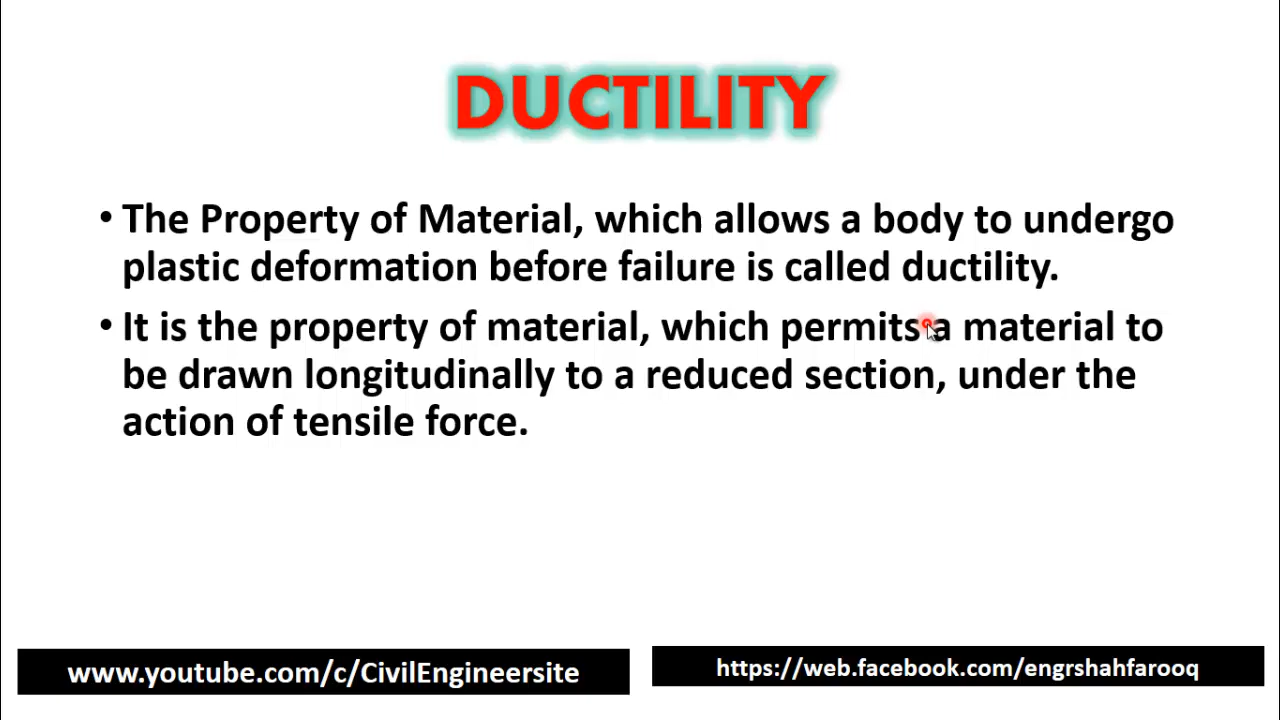 DUCTILITY
• The Property of Material, which allows a body to undergo
plastic deformation before failure is called ductility.
• It is the property of material, which permits a material to
be drawn longitudinally to a reduced section, under the
action of tensile force.
www.youtube.com/c/CivilEngineersite
https://web.facebook.com/engrshahfarooq